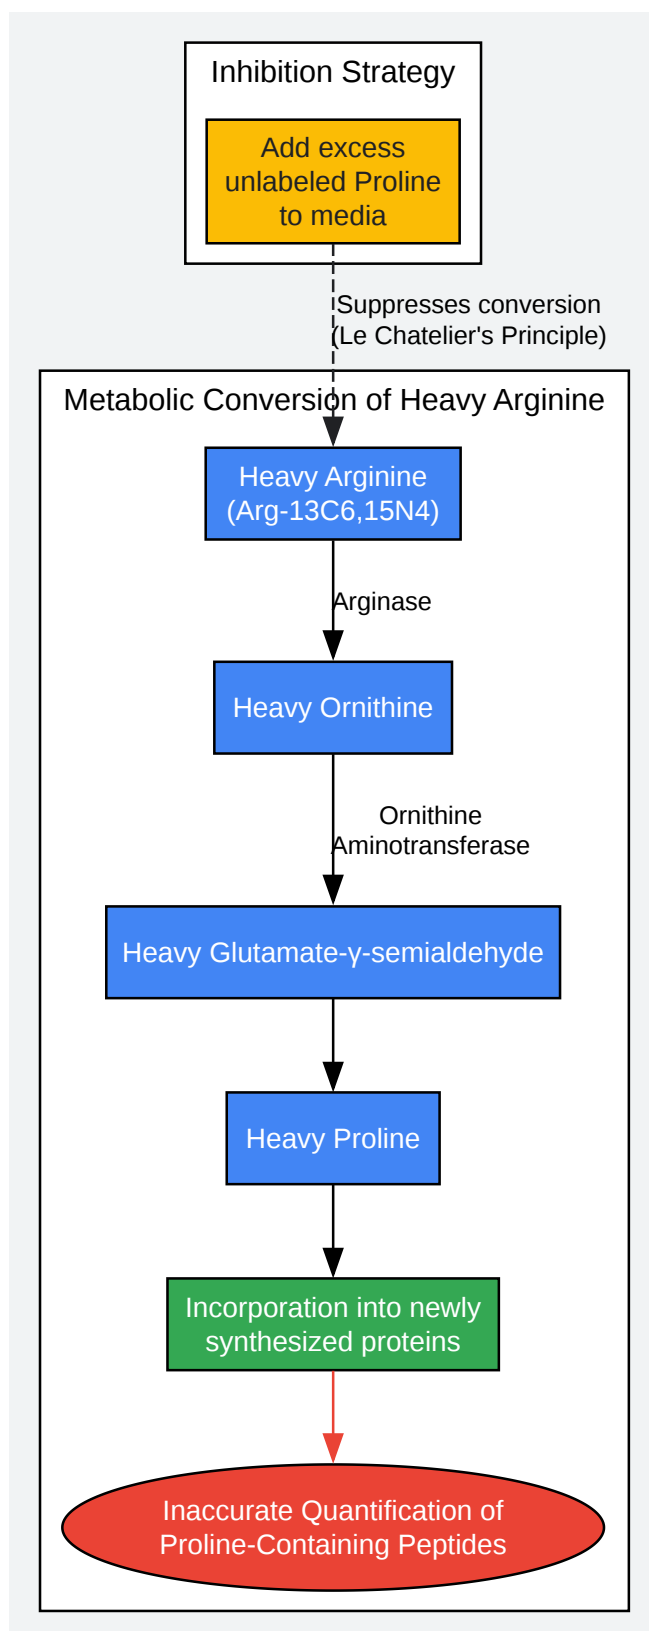 Inhibition Strategy
Add excess
unlabeled Proline
to media
Suppresses conversion
(Le Chatelier's Principle)
Metabolic Conversion of Heavy Arginine
Heavy Arginine
(Arg-13C6,15N4)
Arginase
Heavy Ornithine
Ornithine
Aminotransferase
Heavy Glutamate-γ-semialdehyde
Heavy Proline
Incorporation into newly
synthesized proteins
Inaccurate Quantification of
Proline-Containing Peptides